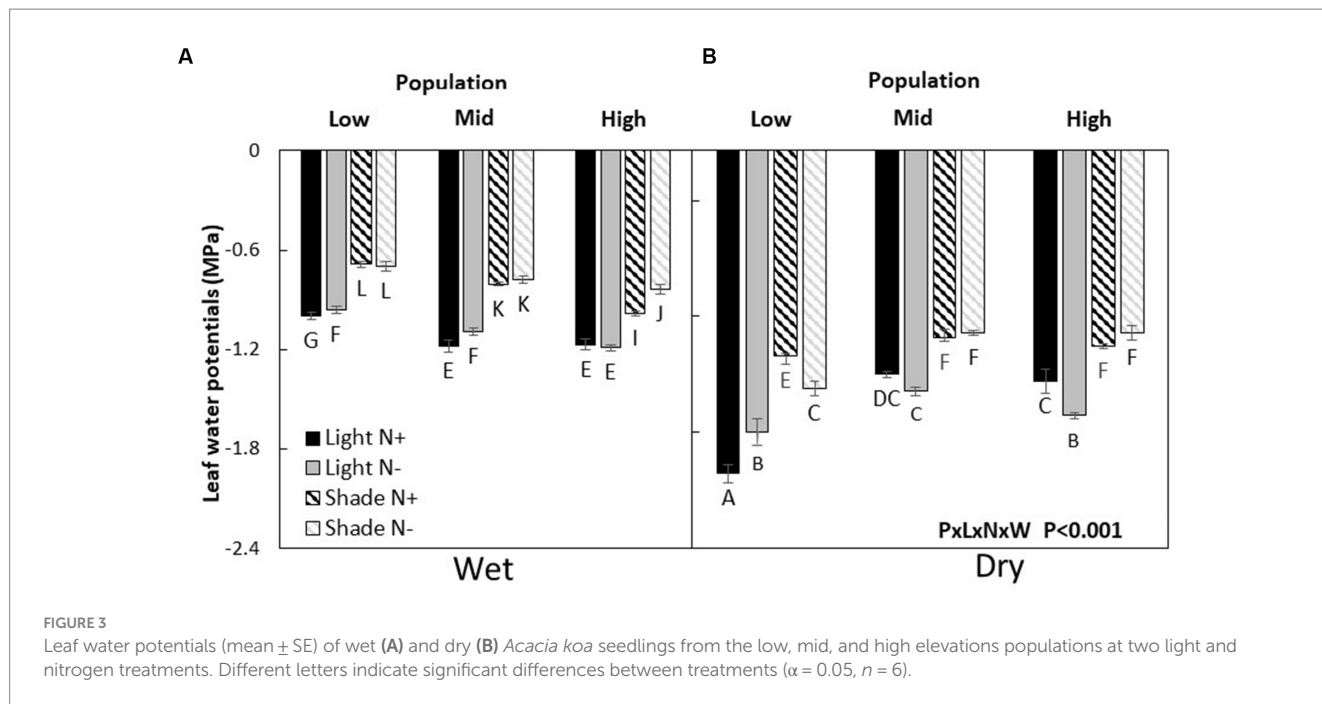 A
B
Population
Population
Low Mid High
Low Mid High
Leaf water potentials (MPa)
0
-0.6
-1.2
-1.8
-2.4
G F L L
E F K K
E E I J
A B E C
DC C F F
C B F F
Light N+
Light N-
Shade N+
Shade N-
PxLxNxW P<0.001
Wet
Dry
FIGURE 3
Leaf water potentials (mean ± SE) of wet (A) and dry (B) Acacia koa seedlings from the low, mid, and high elevations populations at two light and
nitrogen treatments. Different letters indicate significant differences between treatments (α = 0.05, n = 6).